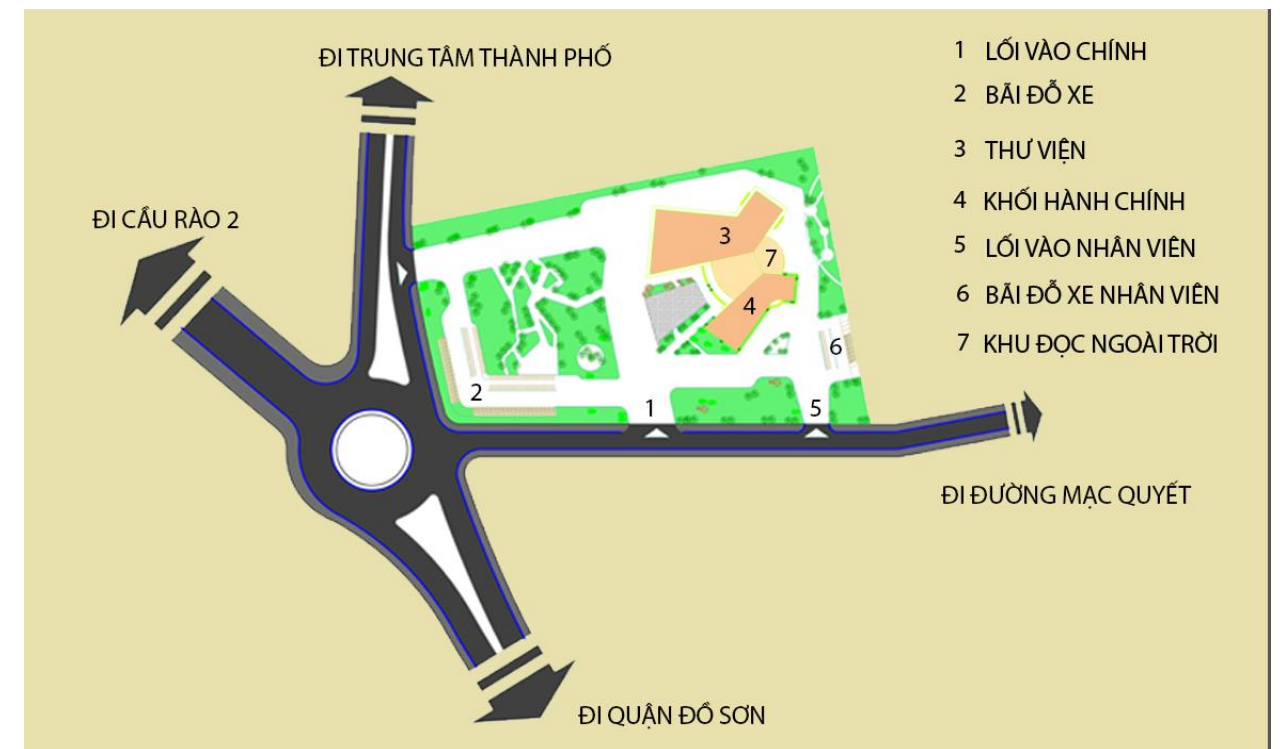 ĐI TRUNG TÂM THÀNH PHỐ
ĐI CẦU RÀO 2
1 LỐI VÀO CHÍNH
2 BÃI ĐỖ XE
3 THƯ VIỆN
4 KHỐI HÀNH CHÍNH
5 LỐI VÀO NHÂN VIÊN
6 BÃI ĐỖ XE NHÂN VIÊN
7 KHU ĐỌC NGOÀI TRỜI
3
7
4
6
2
1
5
ĐI ĐƯỜNG MẠC QUYẾT
ĐI QUẬN ĐỒ SƠN